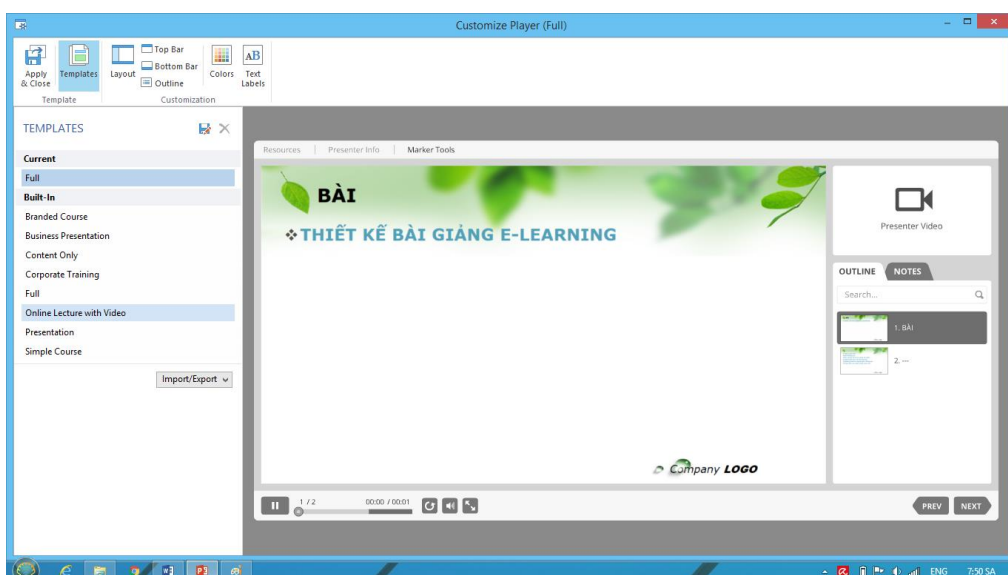 Customize Player (Full)
Apply & Close
Templates
Layout
Top Bar
Bottom Bar
Outline
Colors
Text Labels
Template
Customization
TEMPLATES
Current
Full
Built-In
Branded Course
Business Presentation
Content Only
Corporate Training
Full
Online Lecture with Video
Presentation
Simple Course
Import/Export
Resources
Presenter Info
Marker Tools
BÀI
THIẾT KẾ BÀI GIẢNG E-LEARNING
Company LOGO
Presenter Video
OUTLINE
NOTES
Search...
1. BÀI
2. ---
1 / 2
00:00 / 00:01
PREV
NEXT
ENG
7:50 SA